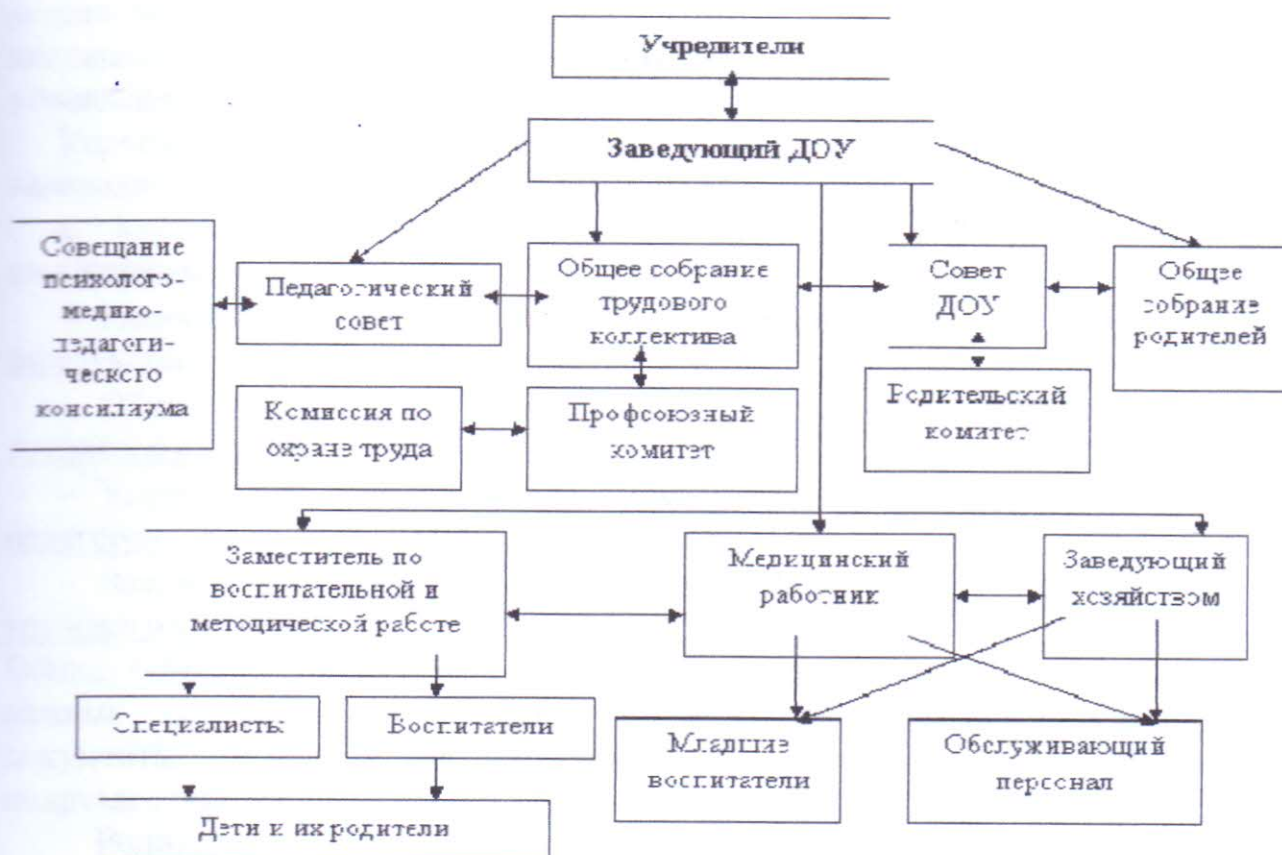 Учредители
Заведующий ДОУ
Совещание
психолого-
медико-
педагоги-
ческого
консилиума
Педагогический
совет
Общее собрание
трудового
коллектива
Совет
ДОУ
Общее
собрание
родителей
Комиссия по
охране труда
Профсоюзный
комитет
Родительский
комитет
Заместитель по
воспитательной и
методической работе
Медицинский
работник
Заведующий
хозяйством
Специалисты
Воспитатели
Младшие
воспитатели
Обслуживающий
персонал
Дети и их родители